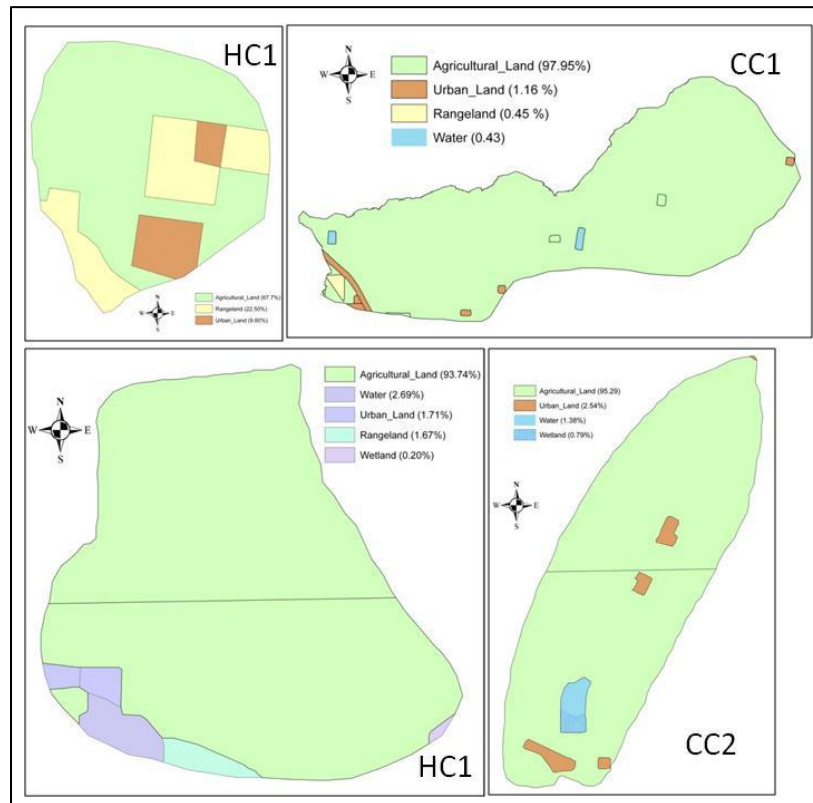 HC1
N
W E
S
Agricultural_Land (67.7%)
Rangeland (22.50%)
Urban_Land (9.80%)
CC1
N
W E
S
Agricultural_Land (97.95%)
Urban_Land (1.16 %)
Rangeland (0.45 %)
Water (0.43)
N
W E
S
Agricultural_Land (93.74%)
Water (2.69%)
Urban_Land (1.71%)
Rangeland (1.67%)
Wetland (0.20%)
HC1
N
W E
S
Agricultural_Land (95.29)
Urban_Land (2.54%)
Water (1.38%)
Wetland (0.79%)
CC2